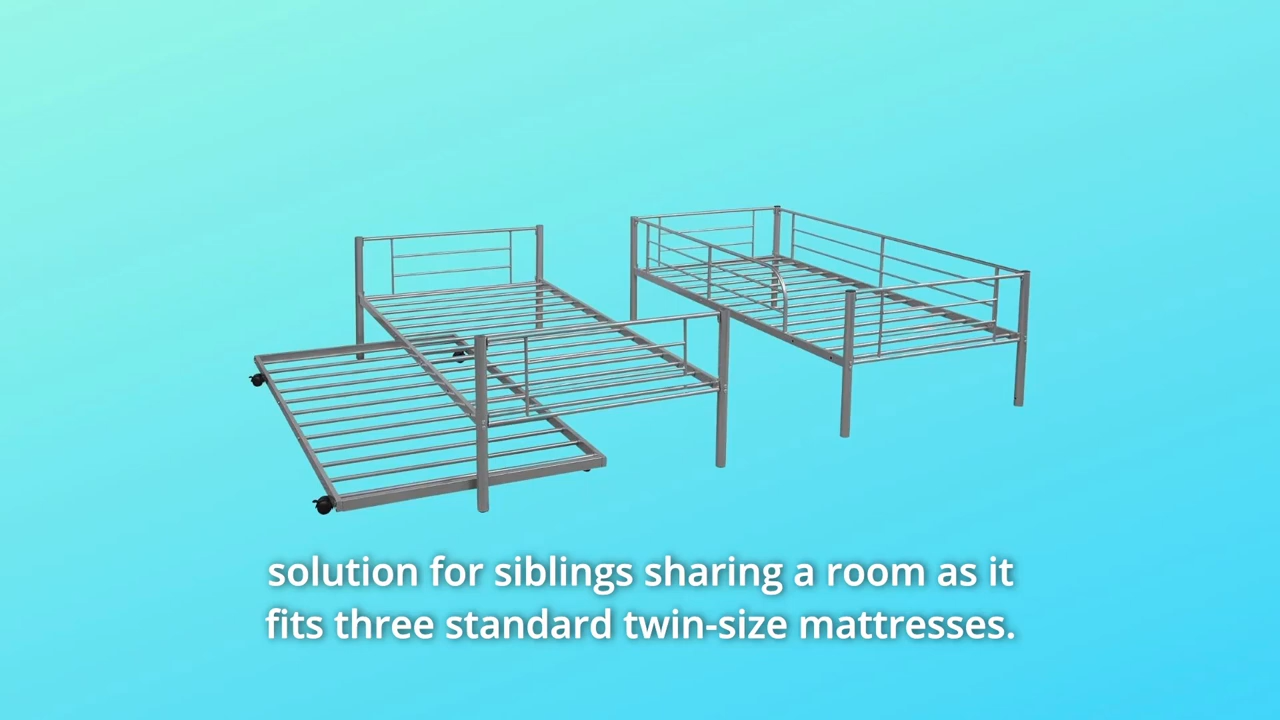 solution for siblings sharing a room as it
fits three standard twin-size mattresses.